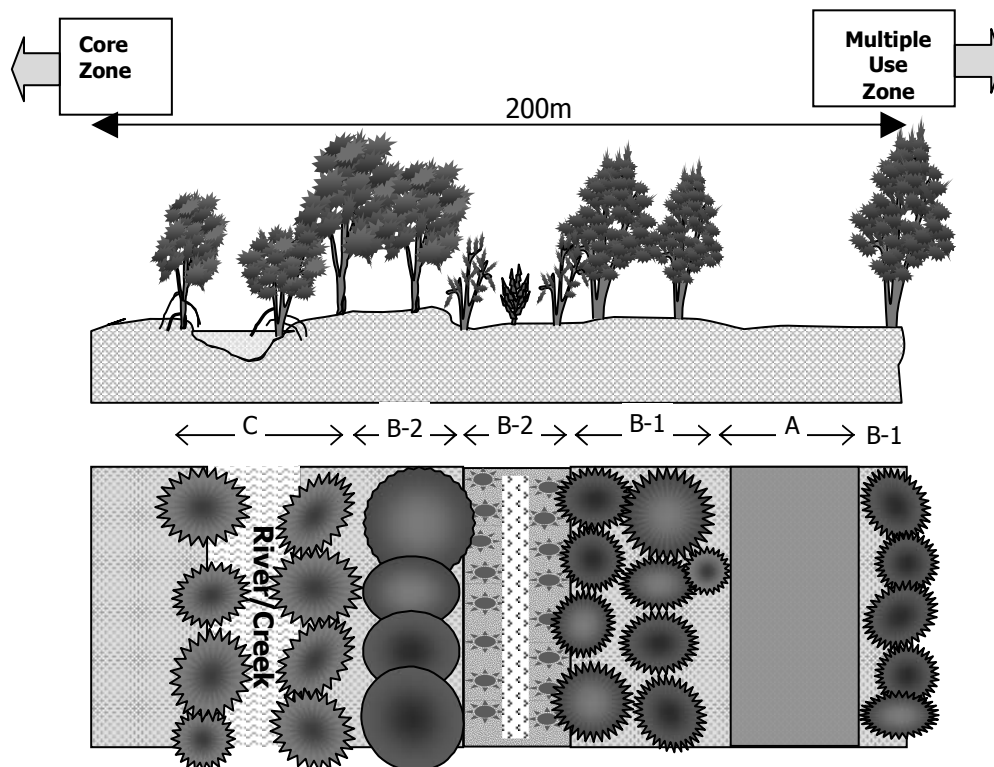 Core
Zone
Multiple
Use
Zone
200m
C
B-2
B-2
B-1
A
B-1
River/Creek